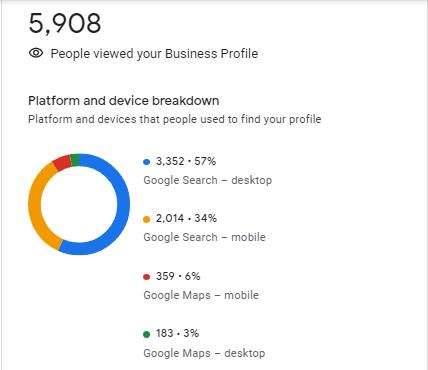 5,908
People viewed your Business Profile
Platform and device breakdown
Platform and devices that people used to find your profile
3,352 · 57%
Google Search – desktop
2,014 · 34%
Google Search – mobile
359 · 6%
Google Maps – mobile
183 · 3%
Google Maps – desktop